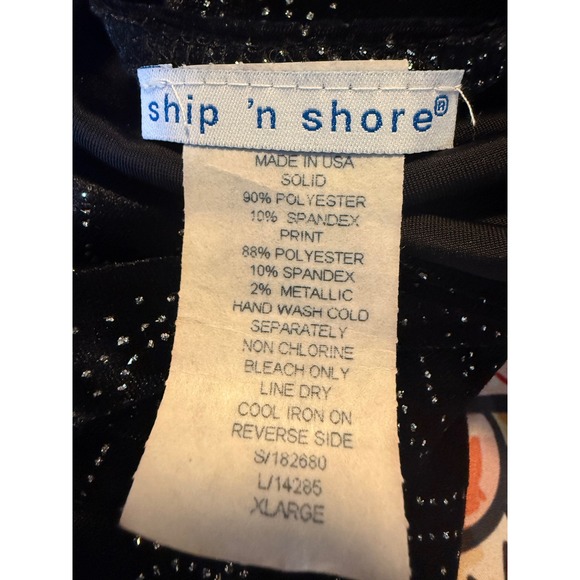 ship 'n shore®
MADE IN USA
SOLID
90% POLYESTER
10% SPANDEX
PRINT
88% POLYESTER
10% SPANDEX
2% METALLIC
HAND WASH COLD
SEPARATELY
NON CHLORINE
BLEACH ONLY
LINE DRY
COOL IRON ON
REVERSE SIDE
S/182680
L/14285
XLARGE